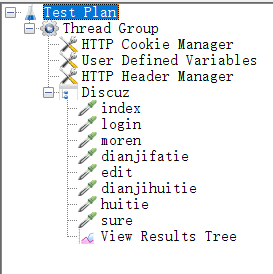 Test Plan
Thread Group
HTTP Cookie Manager
User Defined Variables
HTTP Header Manager
Discuz
index
login
moren
dianjifatie
edit
dianjihuitie
huitie
sure
View Results Tree